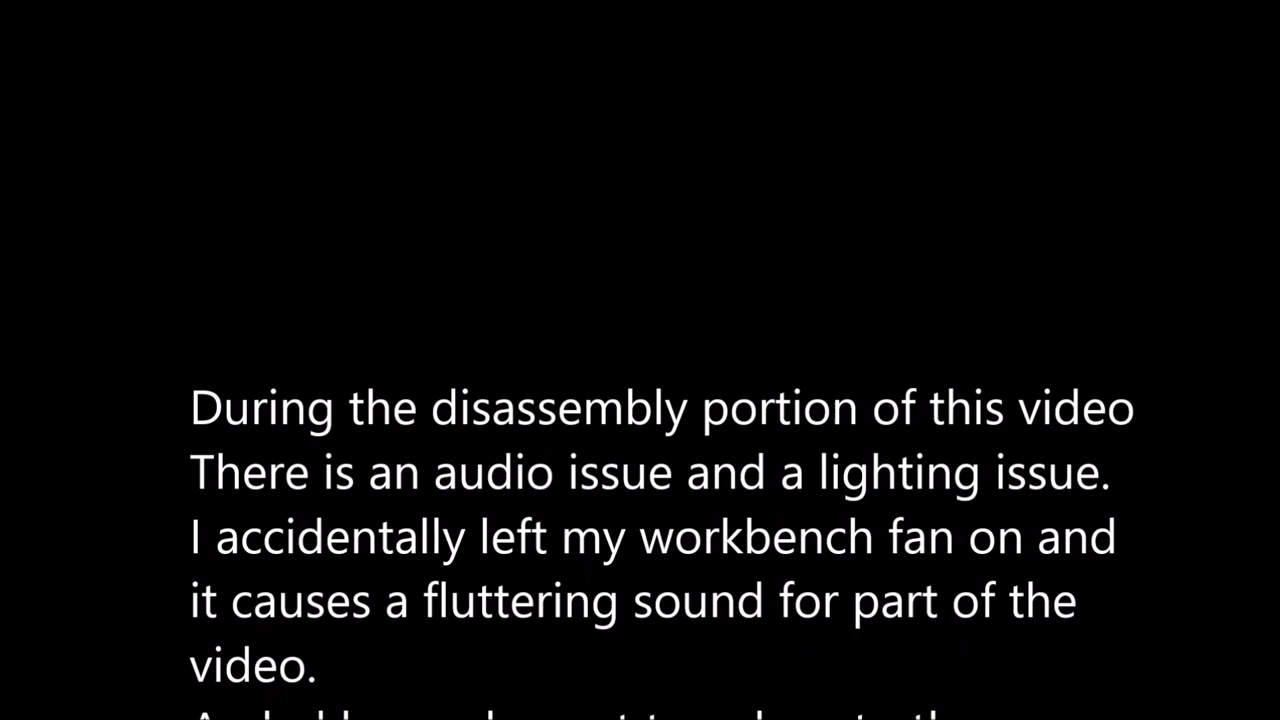 During the disassembly portion of this video
There is an audio issue and a lighting issue.
I accidentally left my workbench fan on and
it causes a fluttering sound for part of the
video.